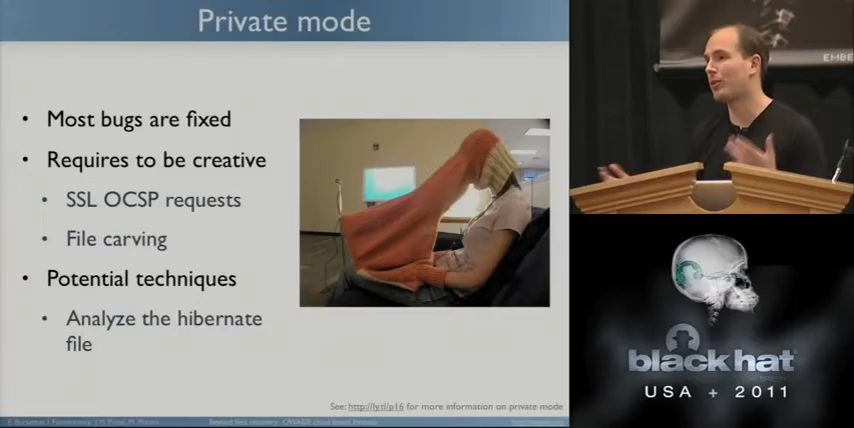 Private mode
• Most bugs are fixed
• Requires to be creative
• SSL OCSP requests
• File carving
• Potential techniques
• Analyze the hibernate
file
See: http://ly.tl/p16 for more information on private mode
EMBE
black hat
USA + 2011